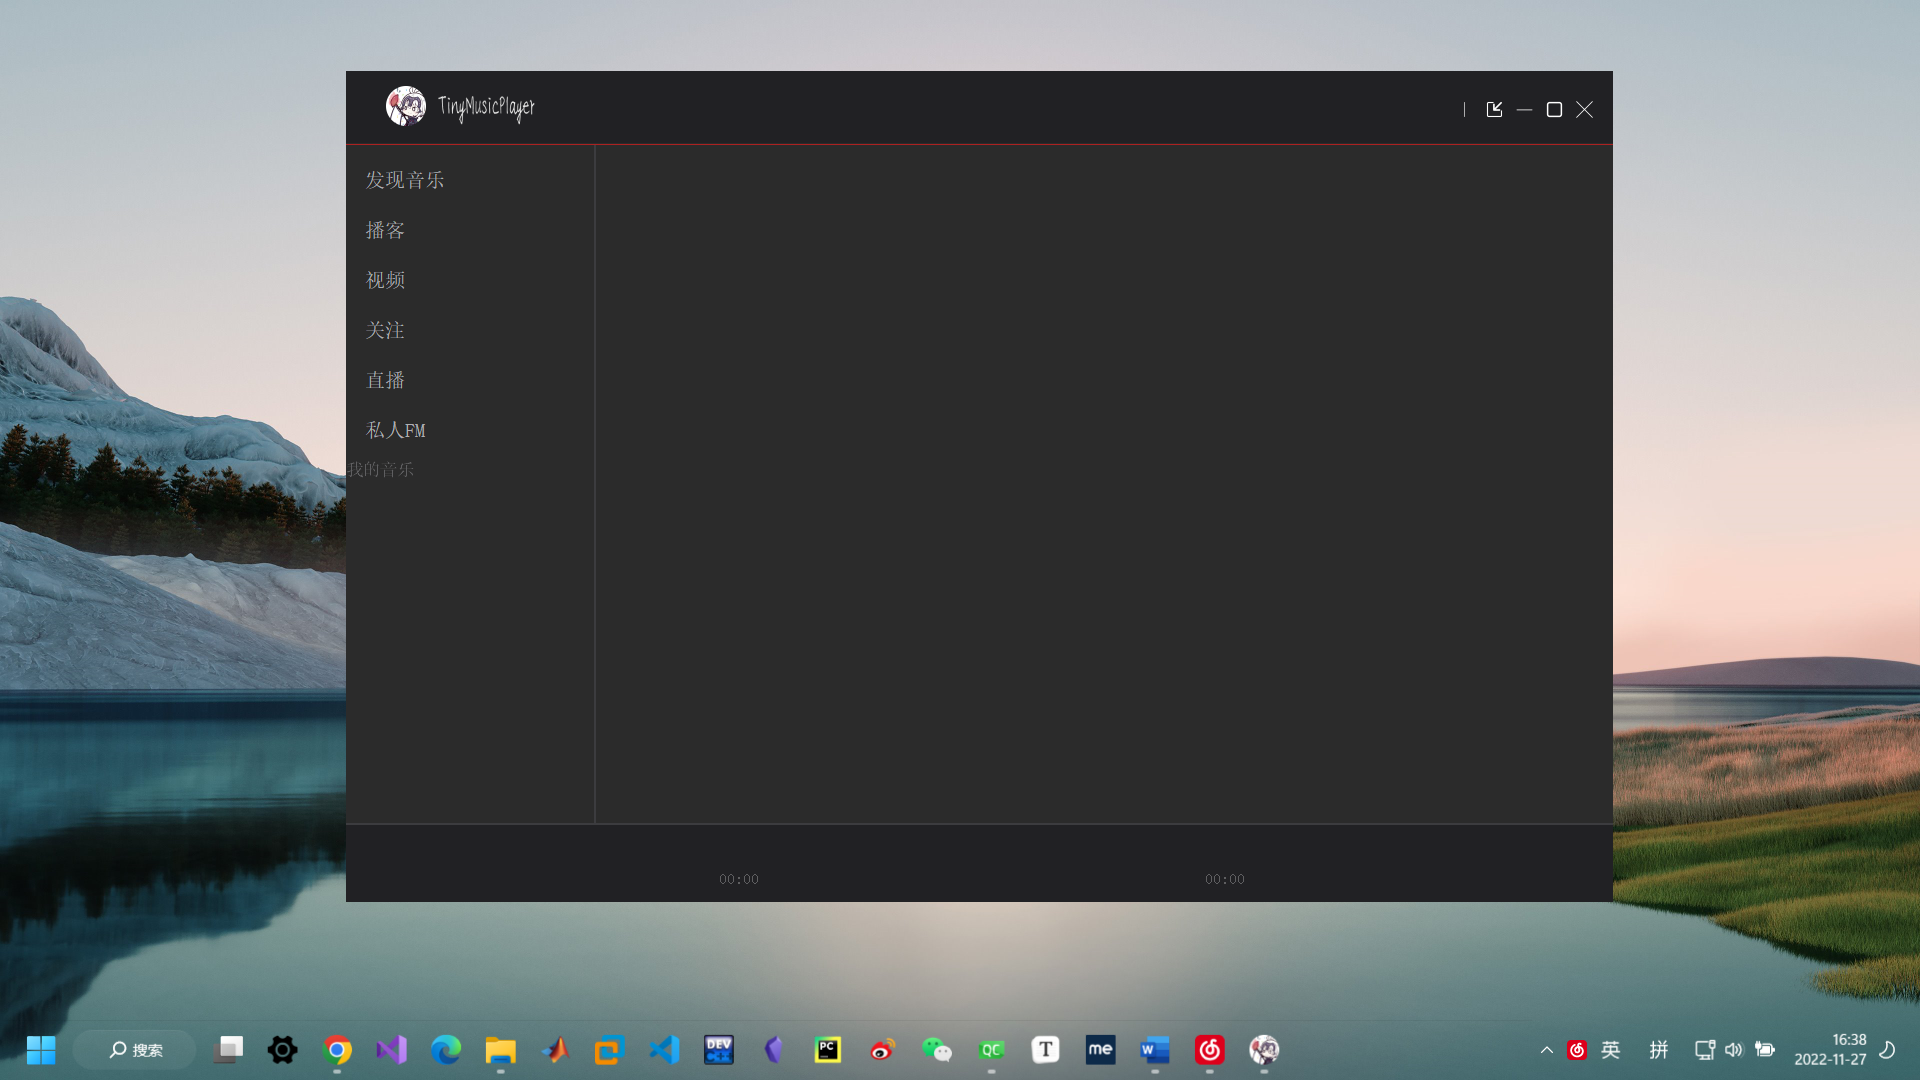 TinyMusicPlayer
发现音乐
播客
视频
关注
直播
私人FM
我的音乐
00:00
00:00
搜索
DEV
PC
QC
T
me
W
英
拼
16:38
2022-11-27